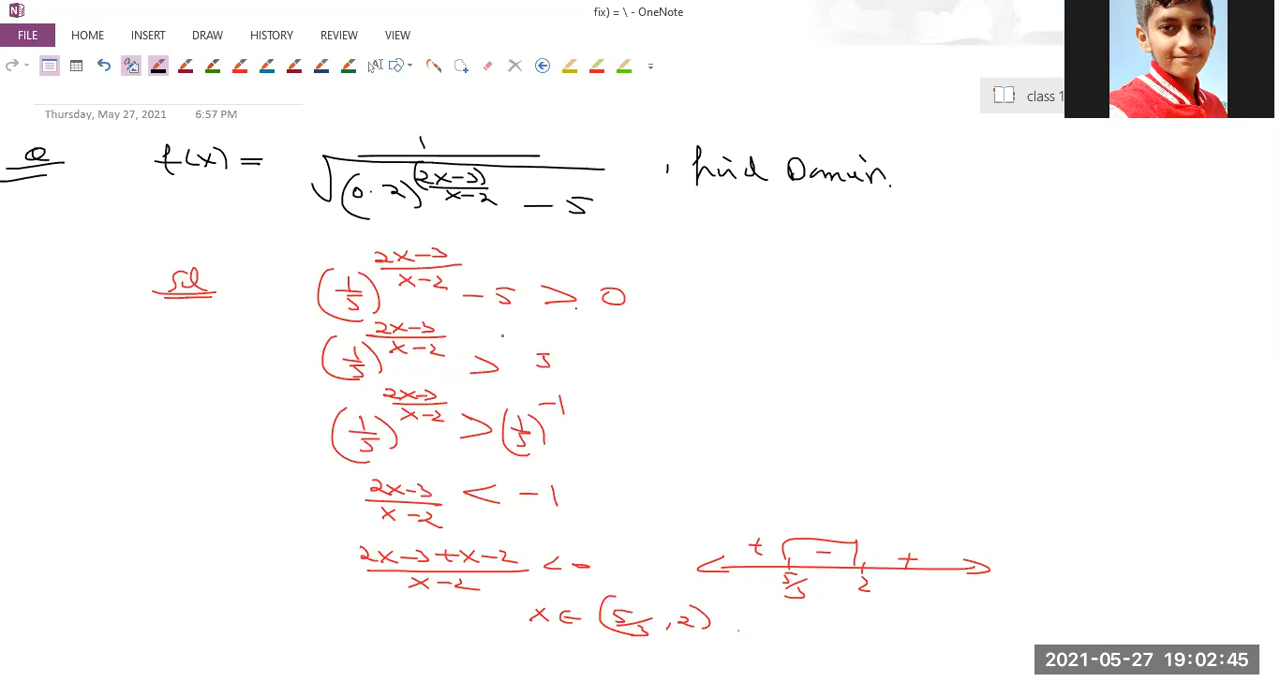 fix) = \ - OneNote
FILE HOME INSERT DRAW HISTORY REVIEW VIEW
class 1
Thursday, May 27, 2021 6:57 PM
Q f(x) = 1/√((0.2)^((2x-3)/(x-2)) - 5) , find Domain.
Sol (1/5)^((2x-3)/(x-2)) - 5 > 0
(1/5)^((2x-3)/(x-2)) > 5
(1/5)^((2x-3)/(x-2)) > (1/5)^-1
(2x-3)/(x-2) < -1
(2x-3+x-2)/(x-2) < 0
+ - +
5/3 2
x ∈ (5/3, 2).
2021-05-27 19:02:45